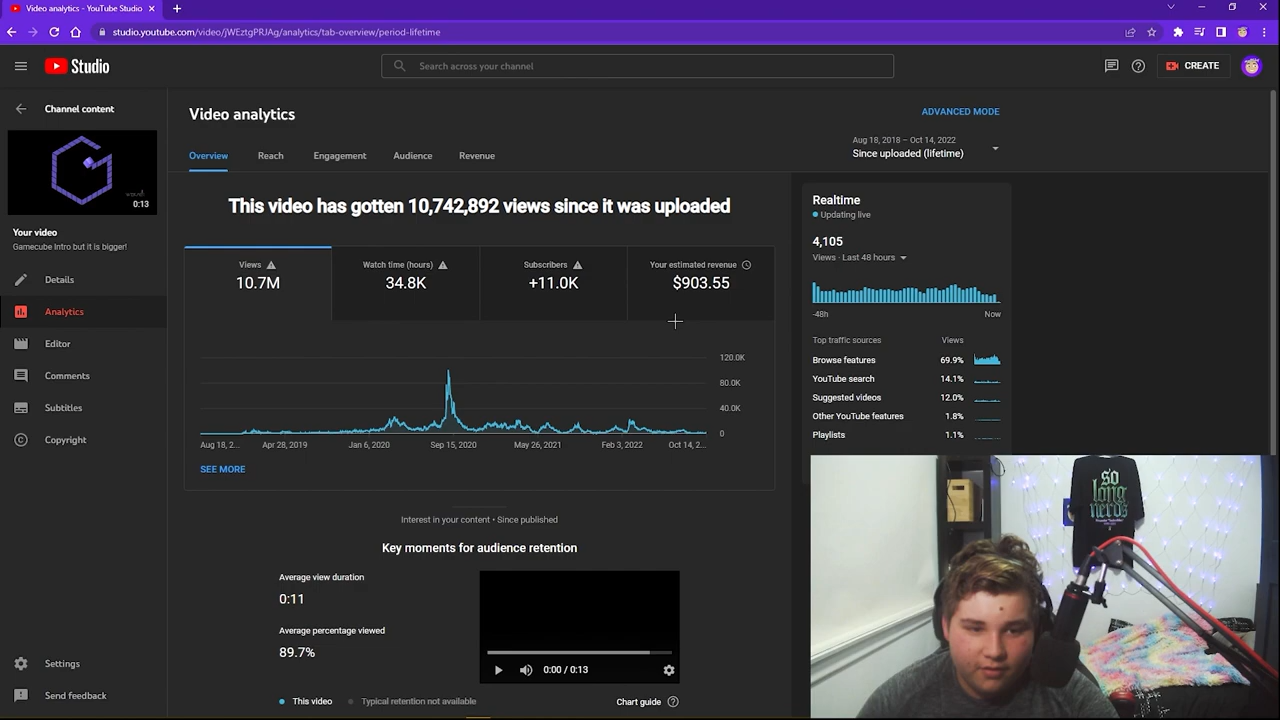 Video analytics - YouTube Studio
studio.youtube.com/video/jWEztgPRJAg/analytics/tab-overview/period-lifetime
Studio
Search across your channel
CREATE
Channel content
0:13
Your video
Gamecube Intro but it is bigger!
Details
Analytics
Editor
Comments
Subtitles
Copyright
Settings
Send feedback
Video analytics
ADVANCED MODE
Aug 18, 2018 – Oct 14, 2022
Since uploaded (lifetime)
Overview
Reach
Engagement
Audience
Revenue
This video has gotten 10,742,892 views since it was uploaded
Views
10.7M
Watch time (hours)
34.8K
Subscribers
+11.0K
Your estimated revenue
$903.55
120.0K
80.0K
40.0K
0
Aug 18, 2... Apr 28, 2019 Jan 6, 2020 Sep 15, 2020 May 26, 2021 Feb 3, 2022 Oct 14, 2...
SEE MORE
Interest in your content • Since published
Key moments for audience retention
Average view duration
0:11
Average percentage viewed
89.7%
0:00 / 0:13
This video
Typical retention not available
Chart guide
Realtime
Updating live
4,105
Views · Last 48 hours
-48h Now
Top traffic sources Views
Browse features 69.9%
YouTube search 14.1%
Suggested videos 12.0%
Other YouTube features 1.8%
Playlists 1.1%
so
long
nerds